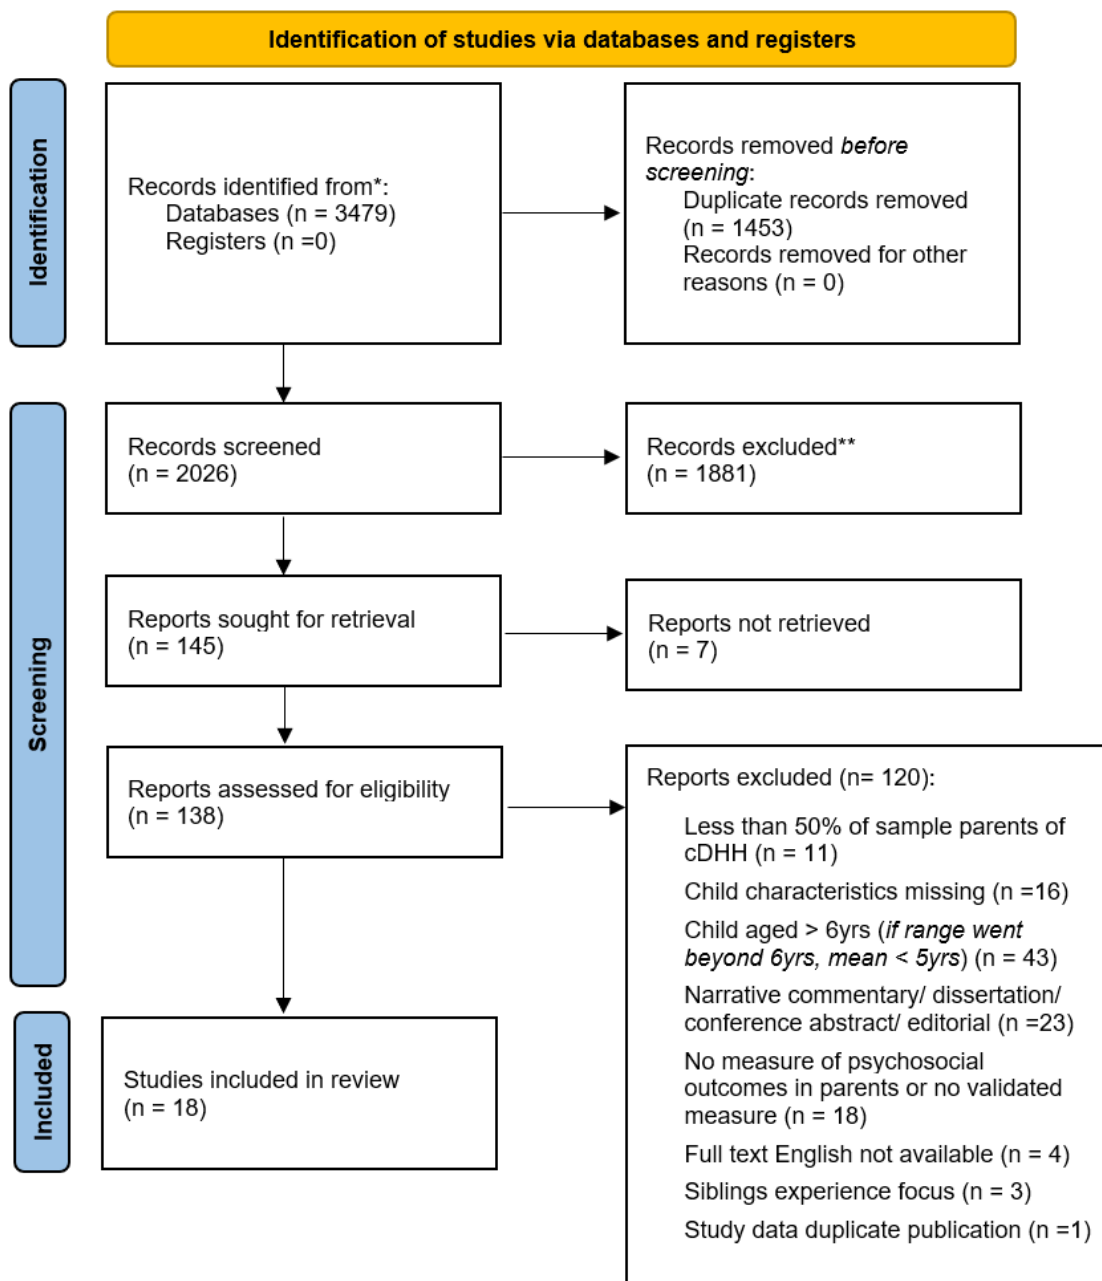 Identification of studies via databases and registers
Identification
Records identified from*:
Databases (n = 3479)
Registers (n =0)
Records removed before
screening:
Duplicate records removed
(n = 1453)
Records removed for other
reasons (n = 0)
Screening
Records screened
(n = 2026)
Records excluded**
(n = 1881)
Reports sought for retrieval
(n = 145)
Reports not retrieved
(n = 7)
Reports assessed for eligibility
(n = 138)
Reports excluded (n= 120):
Less than 50% of sample parents of
cDHH (n = 11)
Child characteristics missing (n =16)
Child aged > 6yrs (if range went
beyond 6yrs, mean < 5yrs) (n = 43)
Narrative commentary/ dissertation/
conference abstract/ editorial (n =23)
No measure of psychosocial
outcomes in parents or no validated
measure (n = 18)
Full text English not available (n = 4)
Siblings experience focus (n = 3)
Study data duplicate publication (n =1)
Included
Studies included in review
(n = 18)